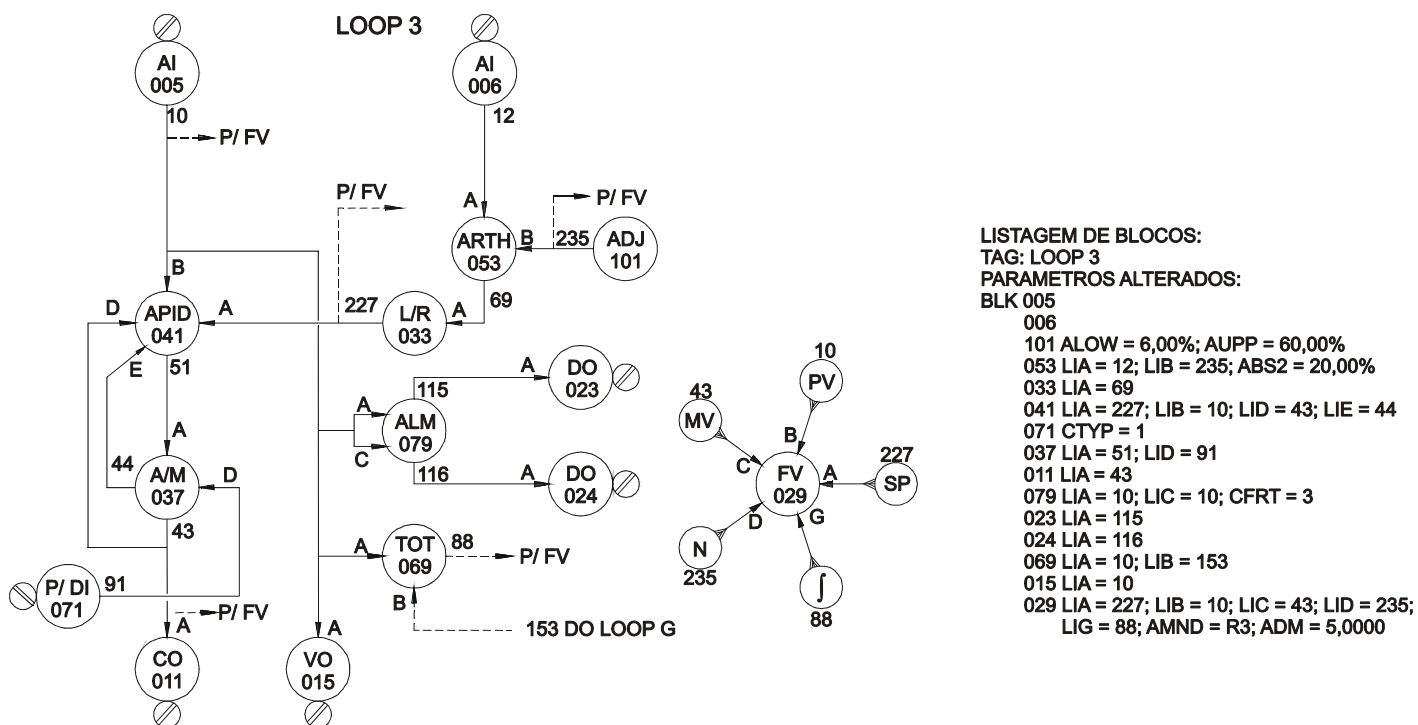 LOOP 3
AI
005
AI
006
10
12
P/ FV
P/ FV
P/ FV
A
ARTH
053
B
235
ADJ
101
B
69
D
APID
041
A
227
L/R
033
A
E
51
115
A
DO
023
A
ALM
079
C
116
A
DO
024
A
44
A/M
037
D
43
A
TOT
069
88
P/ FV
B
153 DO LOOP G
P/ DI
071
91
P/ FV
A
CO
011
A
VO
015
10
PV
43
MV
B
C
FV
029
A
227
SP
D
G
N
235
∫
88
LISTAGEM DE BLOCOS:
TAG: LOOP 3
PARAMETROS ALTERADOS:
BLK 005
006
101 ALOW = 6,00%; AUPP = 60,00%
053 LIA = 12; LIB = 235; ABS2 = 20,00%
033 LIA = 69
041 LIA = 227; LIB = 10; LID = 43; LIE = 44
071 CTYP = 1
037 LIA = 51; LID = 91
011 LIA = 43
079 LIA = 10; LIC = 10; CFRT = 3
023 LIA = 115
024 LIA = 116
069 LIA = 10; LIB = 153
015 LIA = 10
029 LIA = 227; LIB = 10; LIC = 43; LID = 235;
LIG = 88; AMND = R3; ADM = 5,0000